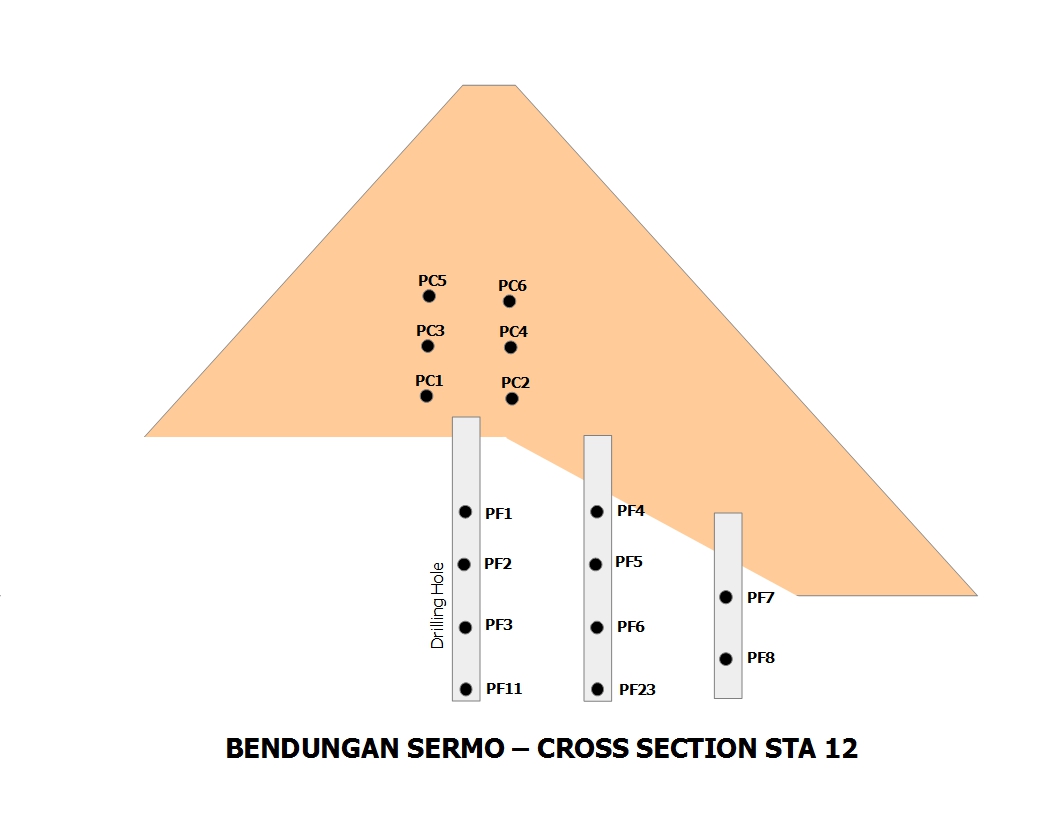 PC5
PC6
PC3
PC4
PC1
PC2
PF1
PF4
PF2
PF5
PF7
Drilling Hole
PF3
PF6
PF8
PF11
PF23
BENDUNGAN SERMO – CROSS SECTION STA 12